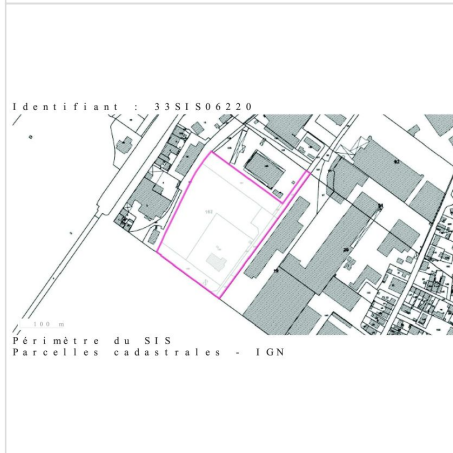 Identifiant : 33SIS06220
100 m
Périmètre du SIS
Parcelles cadastrales - IGN